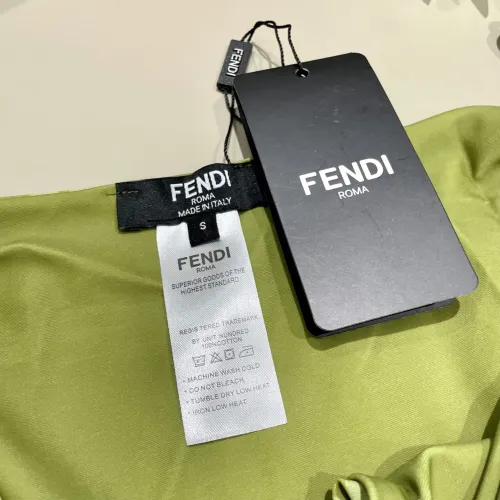 FENDI
FENDI
ROMA
FENDI
ROMA
MADE IN ITALY
S
FENDI
ROMA
SUPERIOR GOODS OF THE
HIGHEST STANDARD
REGISTERED TRADEMARK
BY UNIT HUNDRED
100%COTTON
• MACHINE WASH COLD
• DO NOT BLEACH.
• TUMBLE DRY LOW HEAT.
• IRON LOW HEAT.